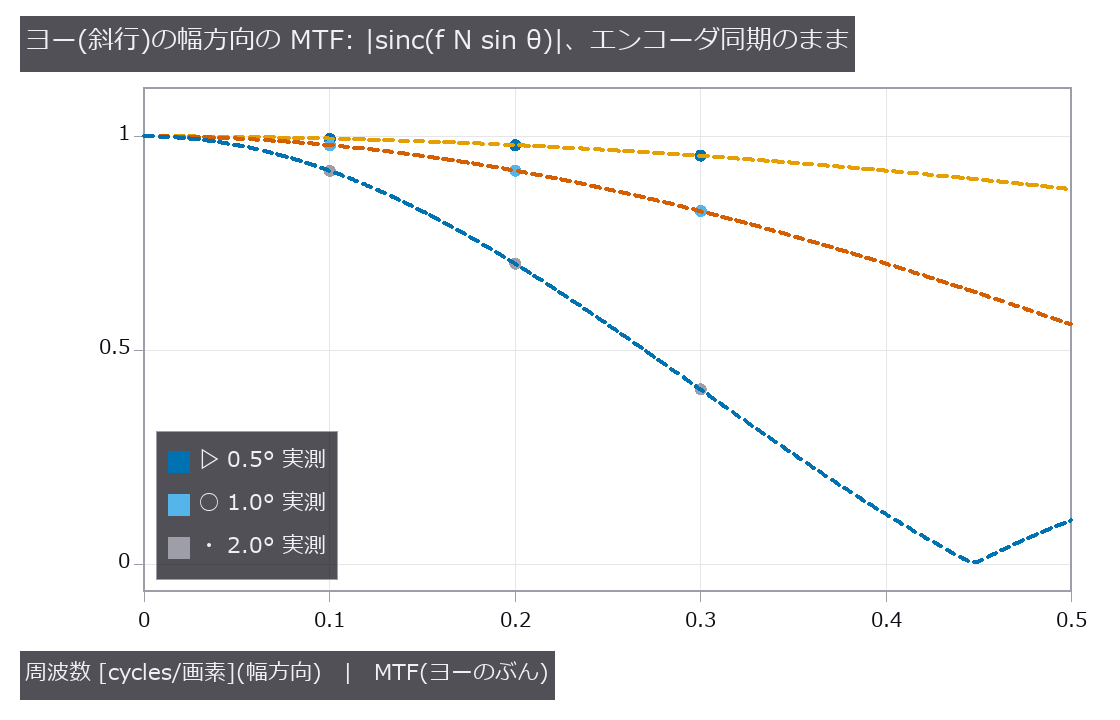 ヨー(斜行)の幅方向の MTF: |sinc(f N sin θ)|、エンコーダ同期のまま
1
0.5
0
▷ 0.5° 実測
○ 1.0° 実測
・ 2.0° 実測
0 0.1 0.2 0.3 0.4 0.5
周波数 [cycles/画素](幅方向) | MTF(ヨーのぶん)